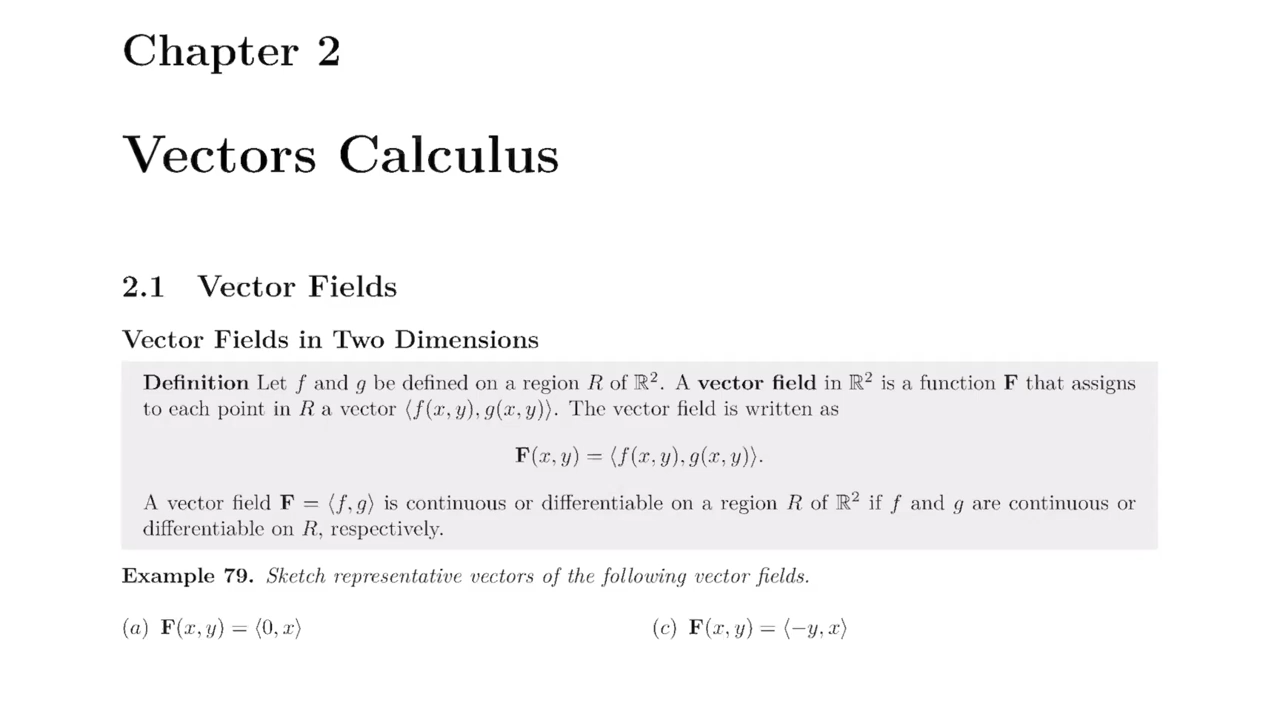 Chapter 2
Vectors Calculus
2.1 Vector Fields
Vector Fields in Two Dimensions
Definition Let f and g be defined on a region R of ℝ². A vector field in ℝ² is a function F that assigns
to each point in R a vector ⟨f(x, y), g(x, y)⟩. The vector field is written as
F(x, y) = ⟨f(x, y), g(x, y)⟩.
A vector field F = ⟨f, g⟩ is continuous or differentiable on a region R of ℝ² if f and g are continuous or
differentiable on R, respectively.
Example 79. Sketch representative vectors of the following vector fields.
(a) F(x, y) = ⟨0, x⟩ (c) F(x, y) = ⟨−y, x⟩